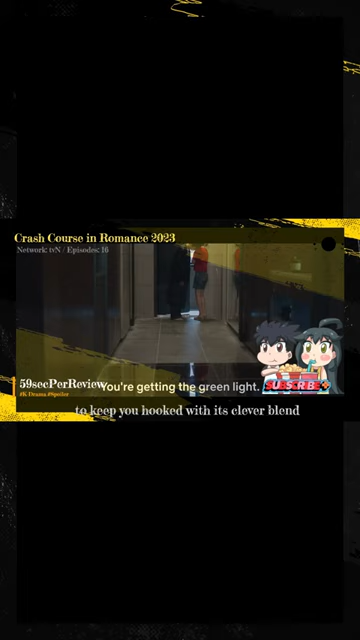 Crash Course in Romance 2023
Network: tvN / Episodes: 16
59secPerReview
You're getting the green light.
SUBSCRIBE
#K Drama #Spoiler
to keep you hooked with its clever blend